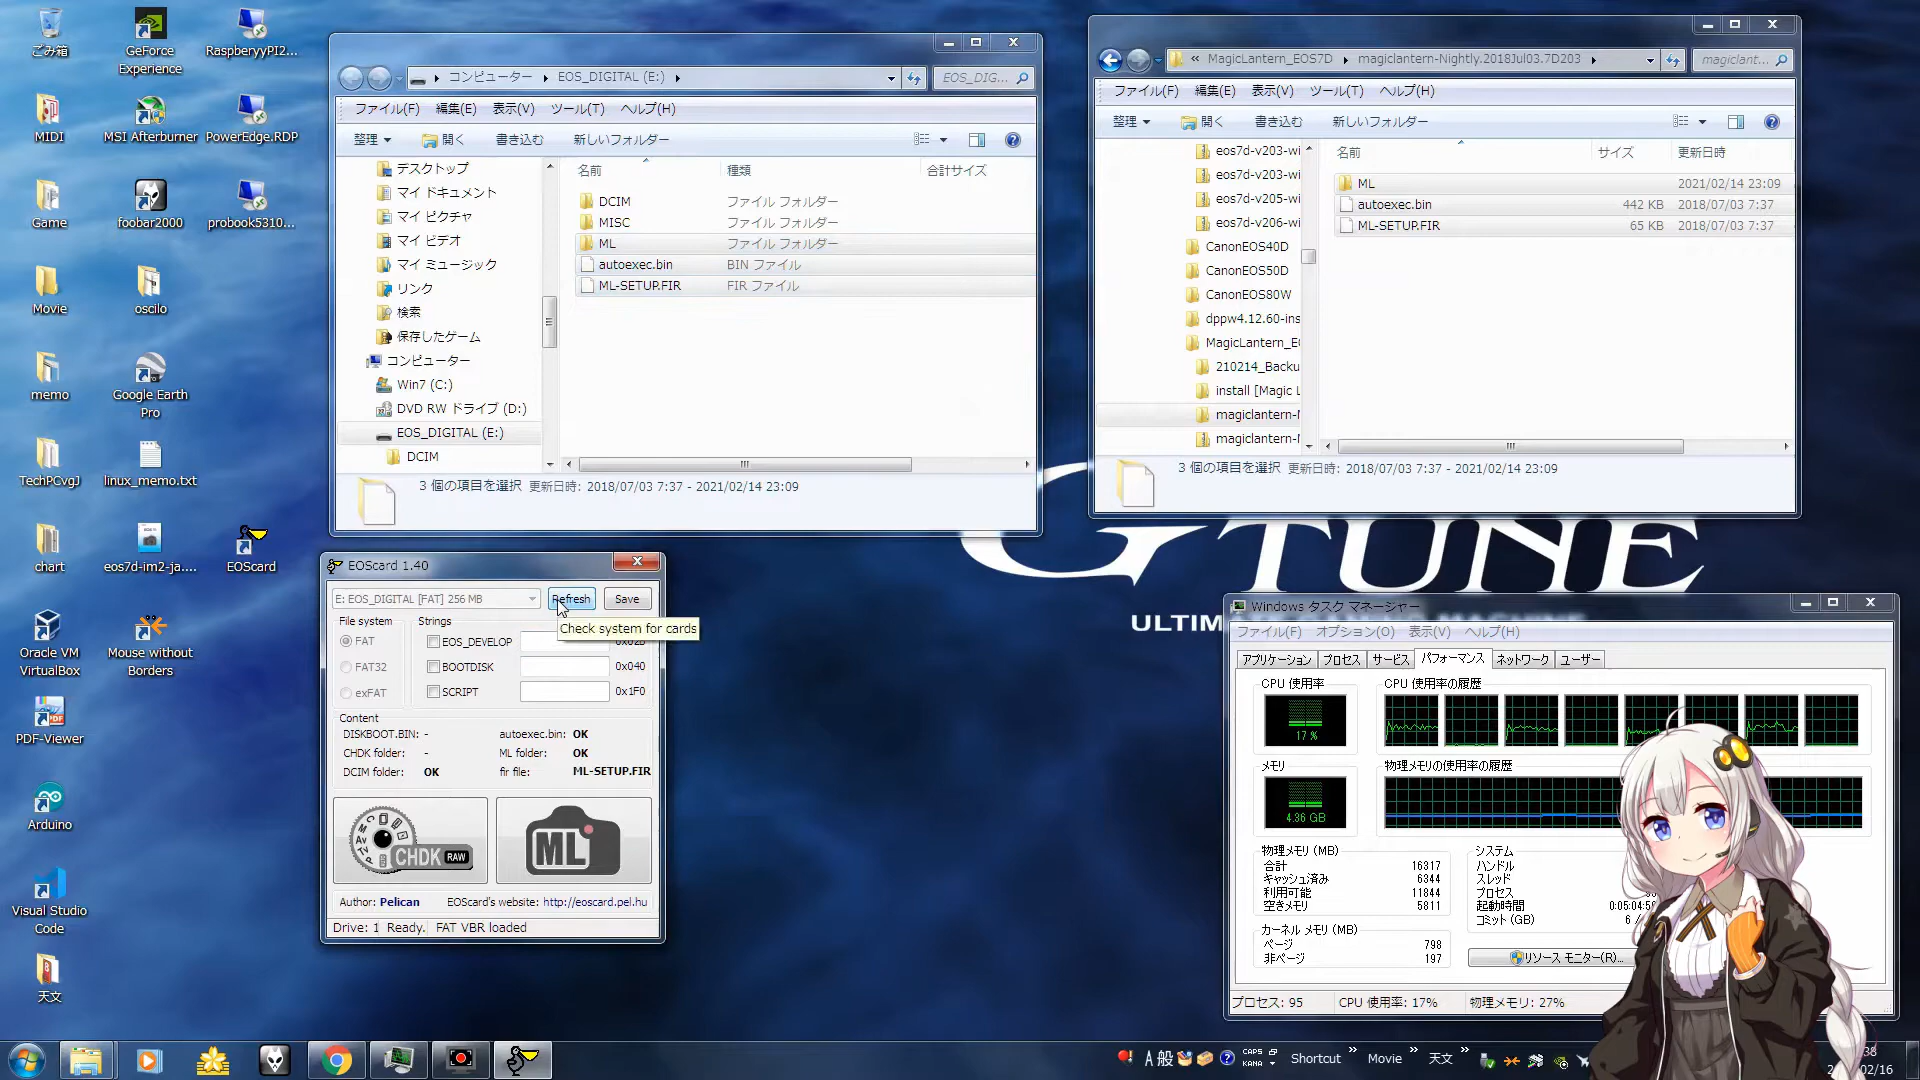 ごみ箱
GeForce Experience
RaspberyyPI2...
MIDI
MSI Afterburner
PowerEdge.RDP
Game
foobar2000
probook5310...
Movie
oscilo
memo
Google Earth Pro
TechPCvgJ
linux_memo.txt
chart
eos7d-im2-ja....
EOScard
Oracle VM VirtualBox
Mouse without Borders
PDF-Viewer
Arduino
Visual Studio Code
天文
コンピューター EOS_DIGITAL (E:)
EOS_DIG...
ファイル(F) 編集(E) 表示(V) ツール(T) ヘルプ(H)
整理 開く 書き込む 新しいフォルダー
デスクトップ
マイ ドキュメント
マイ ピクチャ
マイ ビデオ
マイ ミュージック
リンク
検索
保存したゲーム
コンピューター
Win7 (C:)
DVD RW ドライブ (D:)
EOS_DIGITAL (E:)
DCIM
名前 種類 合計サイズ
DCIM ファイル フォルダー
MISC ファイル フォルダー
ML ファイル フォルダー
autoexec.bin BIN ファイル
ML-SETUP.FIR FIR ファイル
3 個の項目を選択 更新日時: 2018/07/03 7:37 - 2021/02/14 23:09
« MagicLantern_EOS7D magiclantern-Nightly.2018Jul03.7D203
magiclant...
ファイル(F) 編集(E) 表示(V) ツール(T) ヘルプ(H)
整理 開く 書き込む 新しいフォルダー
eos7d-v203-wi
eos7d-v203-wi
eos7d-v205-wi
eos7d-v206-wi
CanonEOS40D
CanonEOS50D
CanonEOS80W
dppw4.12.60-ins
MagicLantern_E
210214_Backu
install [Magic L
magiclantern-
magiclantern-
名前 サイズ 更新日時
ML 2021/02/14 23:09
autoexec.bin 442 KB 2018/07/03 7:37
ML-SETUP.FIR 65 KB 2018/07/03 7:37
3 個の項目を選択 更新日時: 2018/07/03 7:37 - 2021/02/14 23:09
G TUNE
EOScard 1.40
E: EOS_DIGITAL [FAT] 256 MB Refresh Save
Check system for cards
File system Strings
FAT EOS_DEVELOP
FAT32 BOOTDISK 0x040
exFAT SCRIPT 0x1F0
Content
DISKBOOT.BIN: - autoexec.bin: OK
CHDK folder: - ML folder: OK
DCIM folder: OK fir file: ML-SETUP.FIR
CHDK RAW
ML
Author: Pelican EOScard's website: http://eoscard.pel.hu
Drive: 1 Ready. FAT VBR loaded
Windows タスク マネージャー
ファイル(F) オプション(O) 表示(V) ヘルプ(H)
アプリケーション プロセス サービス パフォーマンス ネットワーク ユーザー
CPU 使用率 CPU 使用率の履歴
17 %
メモリ 物理メモリの使用率の履歴
4.36 GB
物理メモリ (MB)
合計 16317
キャッシュ済み 6344
利用可能 11844
空きメモリ 5811
カーネル メモリ (MB)
ページ 798
非ページ 197
システム
ハンドル
スレッド
プロセス
起動時間
コミット (GB)
リソース モニター(R)...
プロセス: 95 CPU 使用率: 17% 物理メモリ: 27%
A 般 CAPS KANA Shortcut Movie 天文